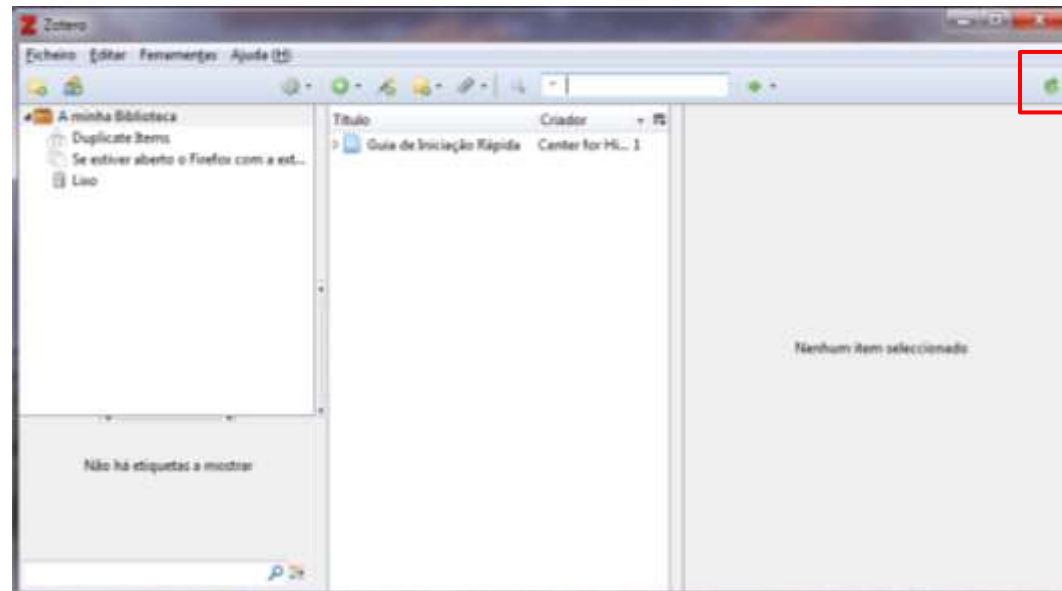 Zotero
Ficheiro Editar Ferramentas Ajuda (H)
A minha Biblioteca
Duplicate Items
Se estiver aberto o Firefox com a ext...
Lixo
Título Criador
Guia de Iniciação Rápida Center for Hi... 1
Nenhum item seleccionado
Não há etiquetas a mostrar